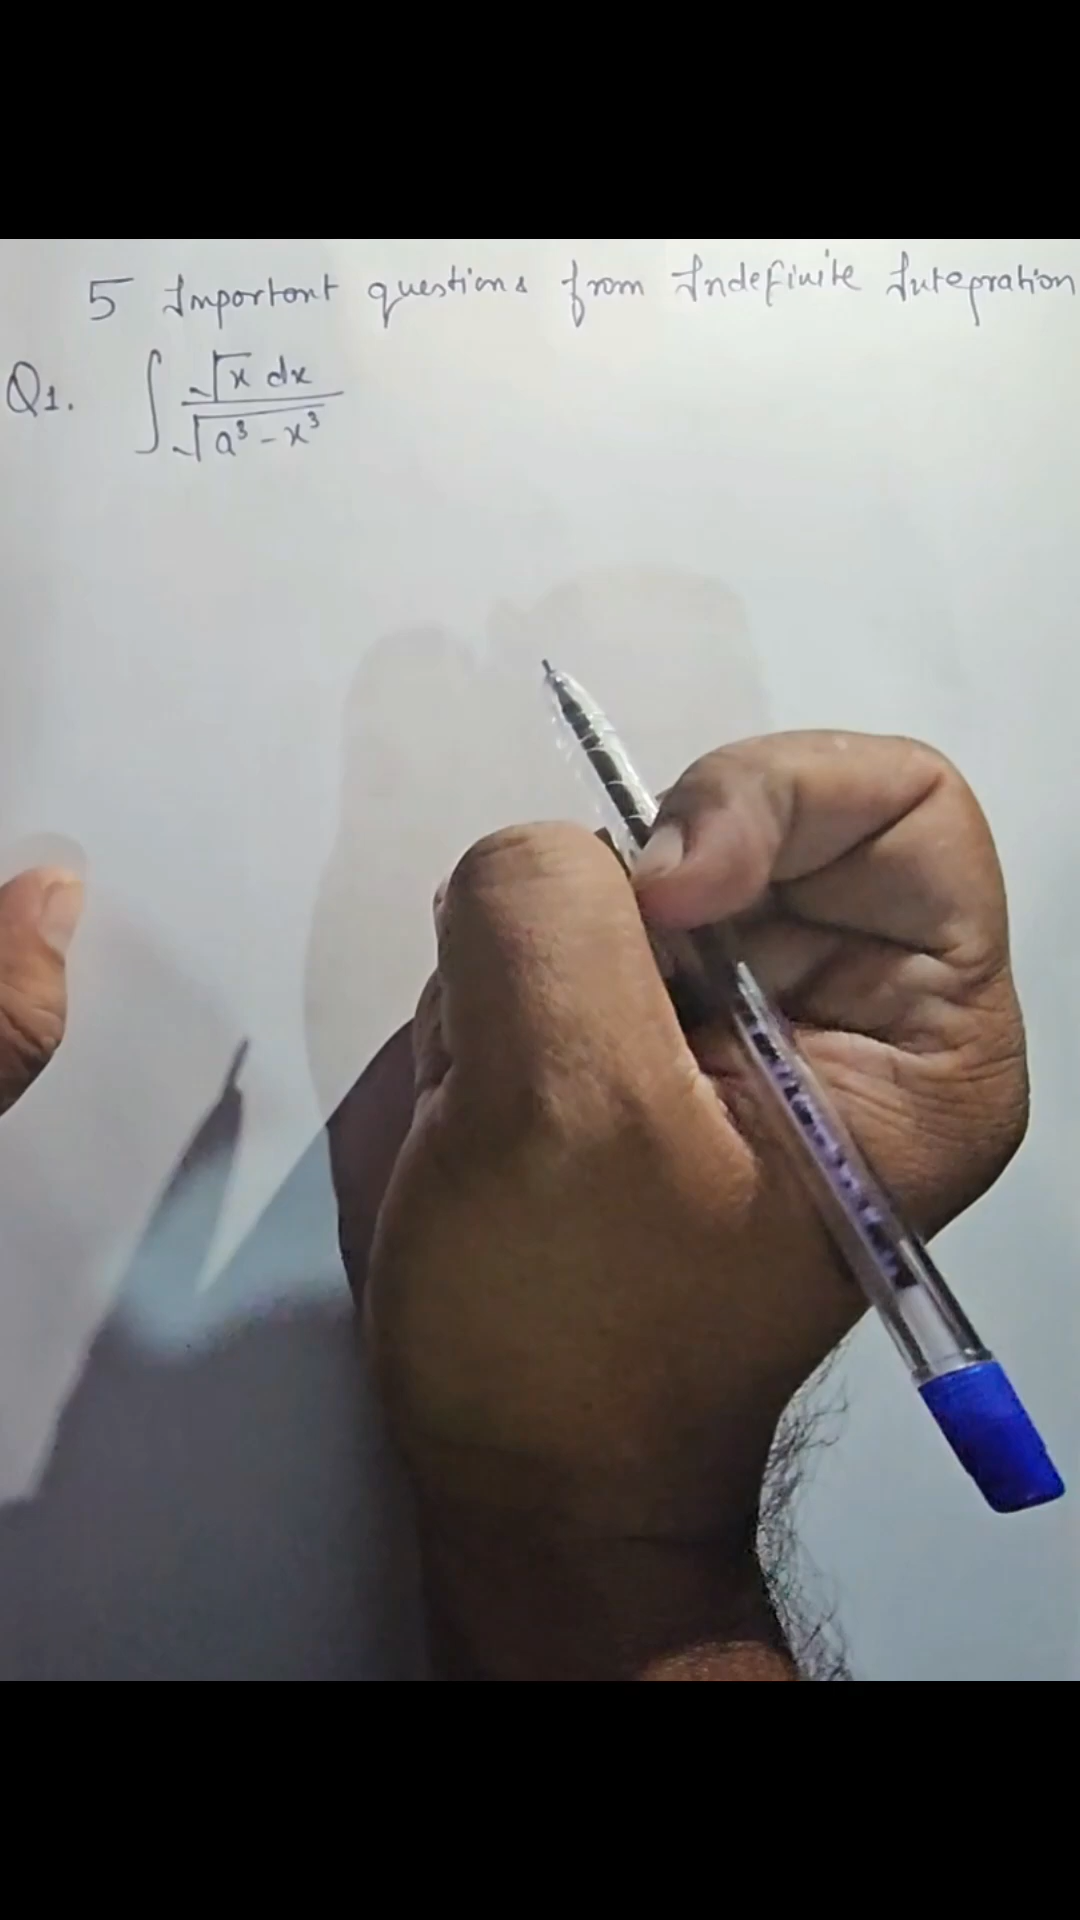 5 Important questions from Indefinite Integration
Q1. ∫ √x dx / √(a³ - x³)